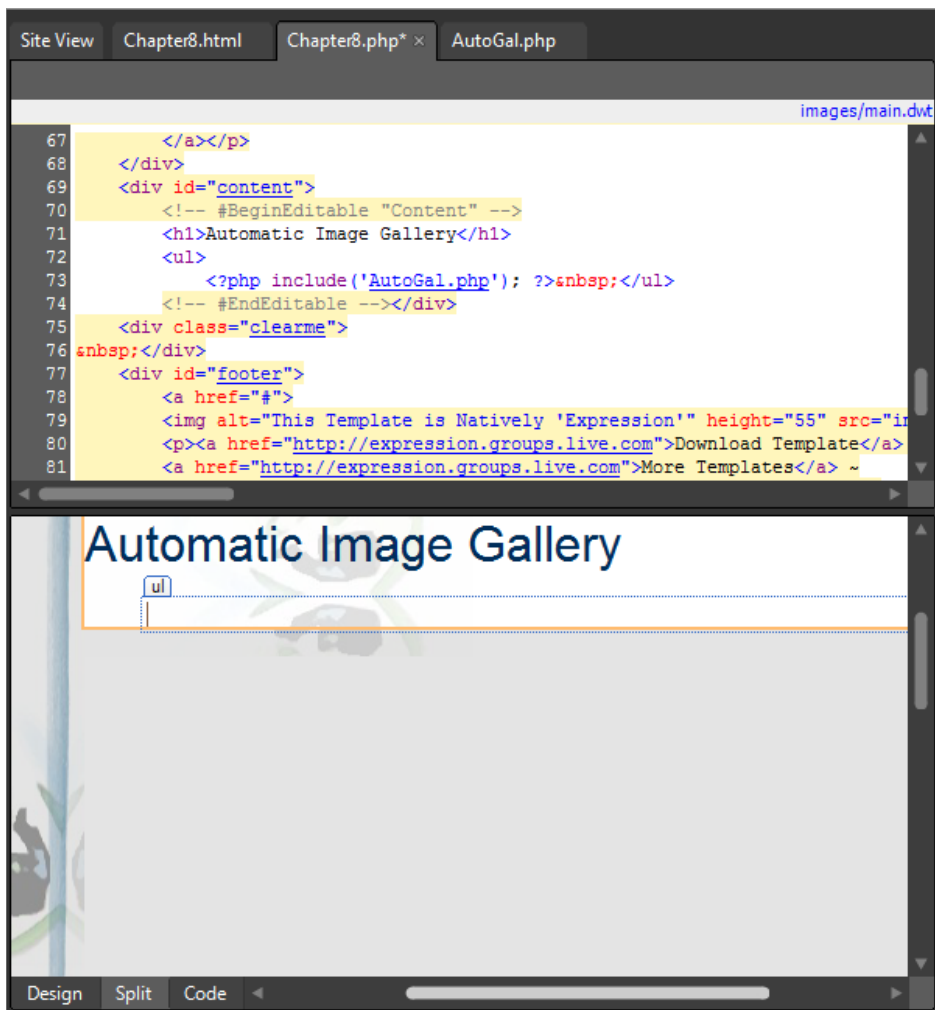 Site View Chapter8.html Chapter8.php* × AutoGal.php
images/main.dwt
67 </a></p>
68 </div>
69 <div id="content">
70 <!-- #BeginEditable "Content" -->
71 <h1>Automatic Image Gallery</h1>
72 <ul>
73 <?php include('AutoGal.php'); ?>&nbsp;</ul>
74 <!-- #EndEditable --></div>
75 <div class="clearme">
76 &nbsp;</div>
77 <div id="footer">
78 <a href="#">
79 <img alt="This Template is Natively 'Expression'" height="55" src="in
80 <p><a href="http://expression.groups.live.com">Download Template</a>
81 <a href="http://expression.groups.live.com">More Templates</a> ~
Automatic Image Gallery
ul
Design Split Code